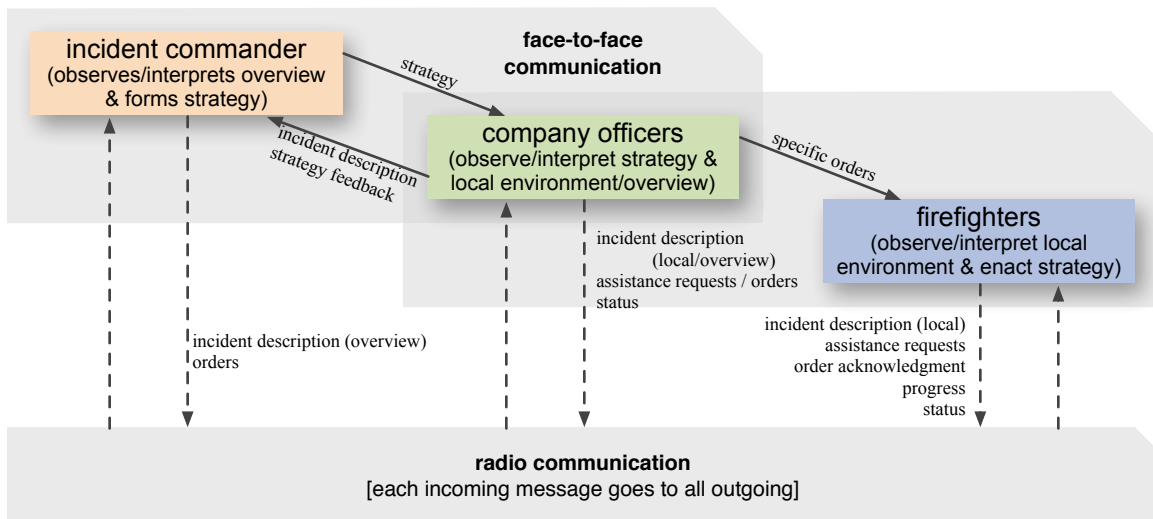 incident commander
(observes/interprets overview
& forms strategy)
face-to-face
communication
strategy
incident description
strategy feedback
company officers
(observe/interpret strategy &
local environment/overview)
specific orders
firefighters
(observe/interpret local
environment & enact strategy)
incident description
(local/overview)
assistance requests / orders
status
incident description (overview)
orders
incident description (local)
assistance requests
order acknowledgment
progress
status
radio communication
[each incoming message goes to all outgoing]